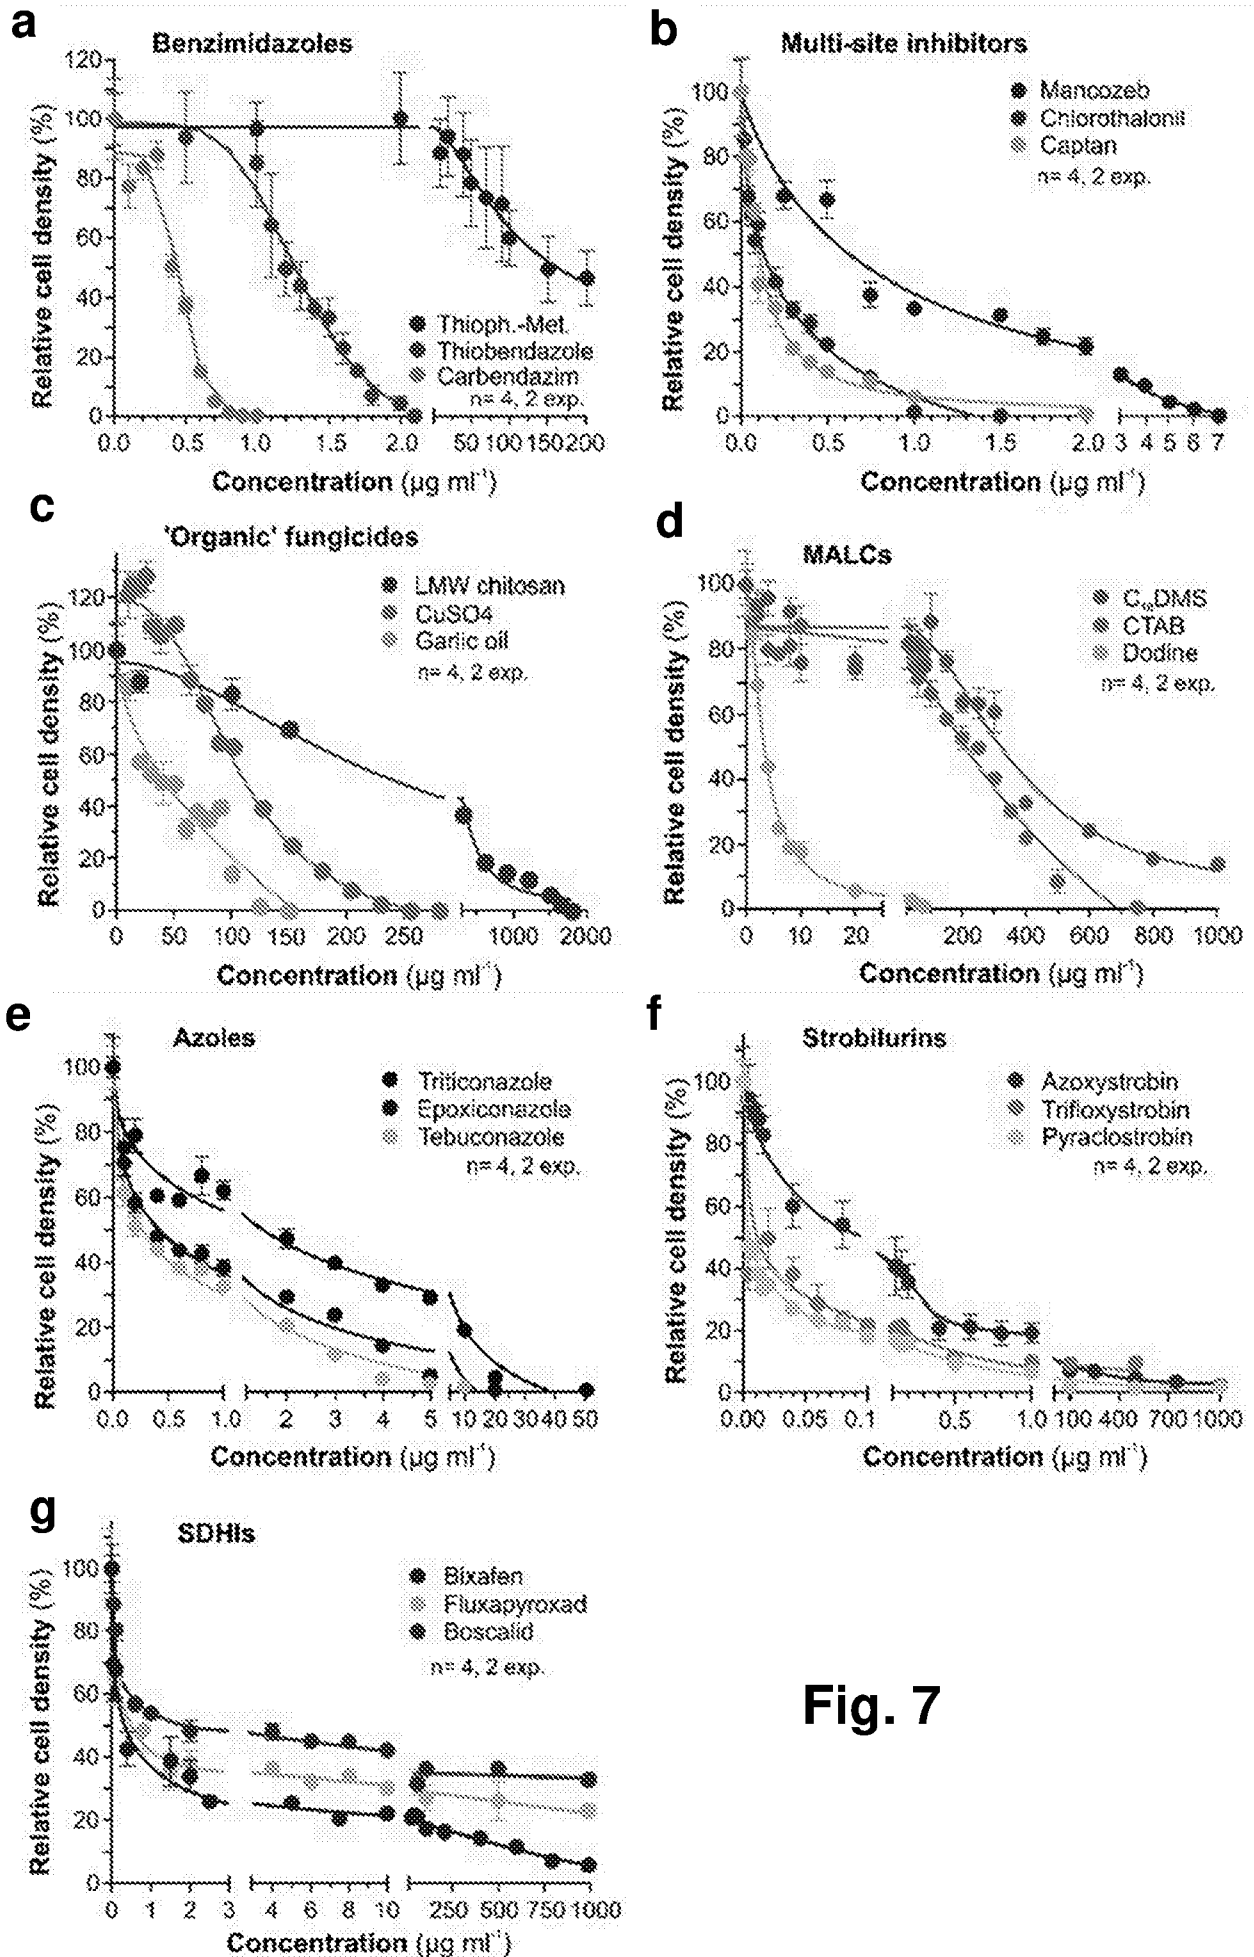 a
Benzimidazoles
Relative cell density (%)
120
100
80
60
40
20
0
Thioph.-Met.
Thiobendazole
Carbendazim
n= 4, 2 exp.
0.0 0.5 1.0 1.5 2.0 50 100 150 200
Concentration (µg ml⁻¹)
b
Multi-site inhibitors
Relative cell density (%)
100
80
60
40
20
0
Mancozeb
Chlorothalonil
Captan
n= 4, 2 exp.
0.0 0.5 1.0 1.5 2.0 3 4 5 6 7
Concentration (µg ml⁻¹)
c
'Organic' fungicides
Relative cell density (%)
120
100
80
60
40
20
0
LMW chitosan
CuSO4
Garlic oil
n= 4, 2 exp.
0 50 100 150 200 250 1000 2000
Concentration (µg ml⁻¹)
d
MALCs
Relative cell density (%)
100
80
60
40
20
0
C₁₈DMS
CTAB
Dodine
n= 4, 2 exp.
0 10 20 200 400 600 800 1000
Concentration (µg ml⁻¹)
e
Azoles
Relative cell density (%)
100
80
60
40
20
0
Triticonazole
Epoxiconazole
Tebuconazole
n= 4, 2 exp.
0.0 0.5 1.0 2 3 4 5 10 20 30 40 50
Concentration (µg ml⁻¹)
f
Strobilurins
Relative cell density (%)
100
80
60
40
20
0
Azoxystrobin
Trifloxystrobin
Pyraclostrobin
n= 4, 2 exp.
0.00 0.05 0.1 0.5 1.0 100 400 700 1000
Concentration (µg ml⁻¹)
g
SDHIs
Relative cell density (%)
100
80
60
40
20
0
Bixafen
Fluxapyroxad
Boscalid
n= 4, 2 exp.
0 1 2 3 4 6 8 10 250 500 750 1000
Concentration (µg ml⁻¹)
Fig. 7